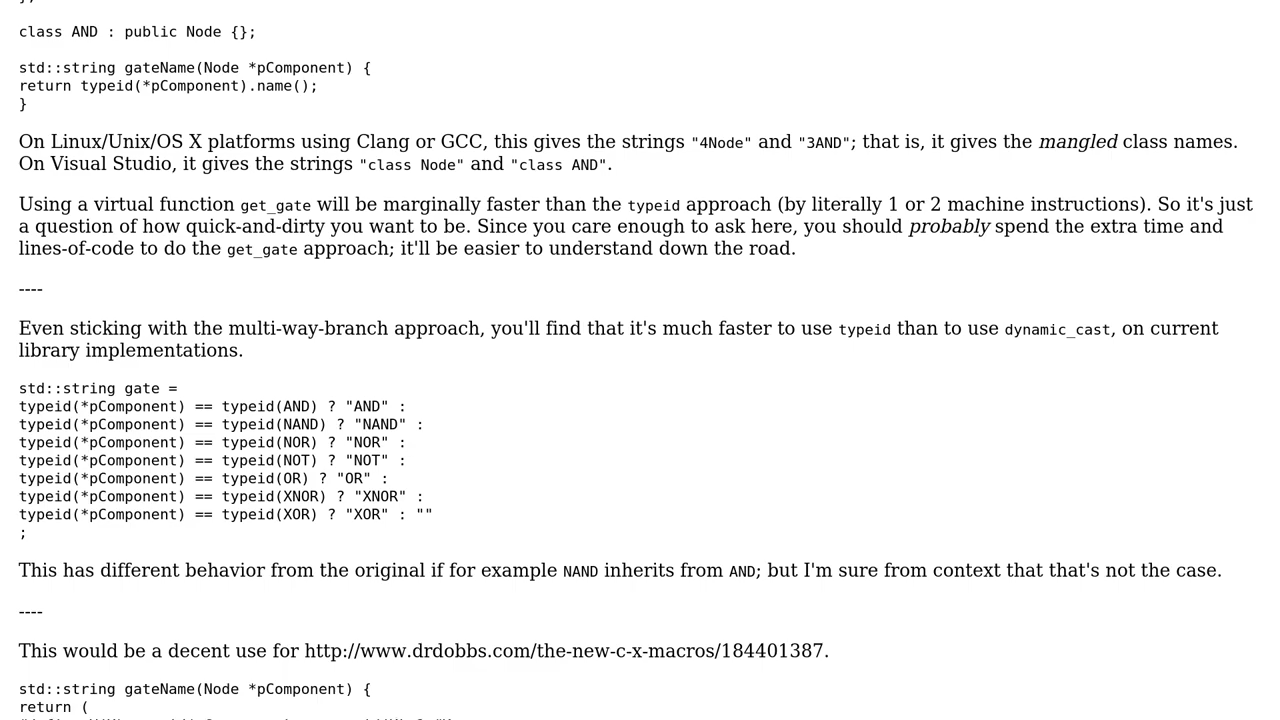 class AND : public Node {};
std::string gateName(Node *pComponent) {
return typeid(*pComponent).name();
}
On Linux/Unix/OS X platforms using Clang or GCC, this gives the strings "4Node" and "3AND"; that is, it gives the mangled class names.
On Visual Studio, it gives the strings "class Node" and "class AND".
Using a virtual function get_gate will be marginally faster than the typeid approach (by literally 1 or 2 machine instructions). So it's just
a question of how quick-and-dirty you want to be. Since you care enough to ask here, you should probably spend the extra time and
lines-of-code to do the get_gate approach; it'll be easier to understand down the road.
----
Even sticking with the multi-way-branch approach, you'll find that it's much faster to use typeid than to use dynamic_cast, on current
library implementations.
std::string gate =
typeid(*pComponent) == typeid(AND) ? "AND" :
typeid(*pComponent) == typeid(NAND) ? "NAND" :
typeid(*pComponent) == typeid(NOR) ? "NOR" :
typeid(*pComponent) == typeid(NOT) ? "NOT" :
typeid(*pComponent) == typeid(OR) ? "OR" :
typeid(*pComponent) == typeid(XNOR) ? "XNOR" :
typeid(*pComponent) == typeid(XOR) ? "XOR" : ""
;
This has different behavior from the original if for example NAND inherits from AND; but I'm sure from context that that's not the case.
----
This would be a decent use for http://www.drdobbs.com/the-new-c-x-macros/184401387.
std::string gateName(Node *pComponent) {
return (